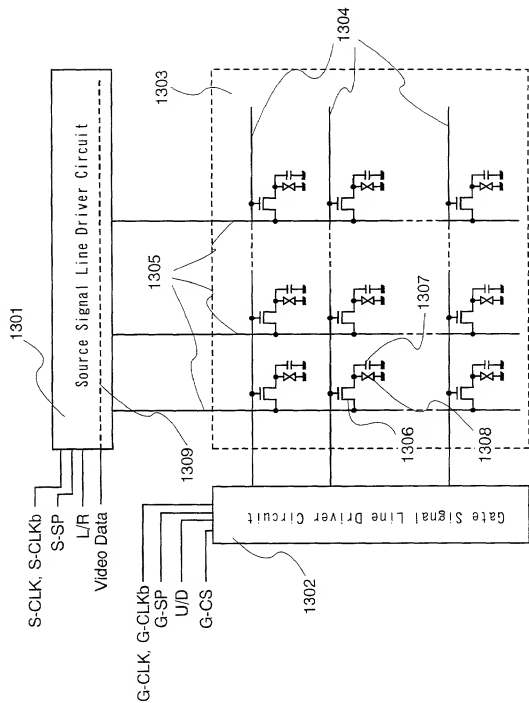 1301
Source Signal Line Driver Circuit
S-CLK, S-CLKb
S-SP
L/R
Video Data
1309
1305
1303
1304
G-CLK, G-CLKb
G-SP
U/D
G-CS
Gate Signal Line Driver Circuit
1302
1306
1308
1307